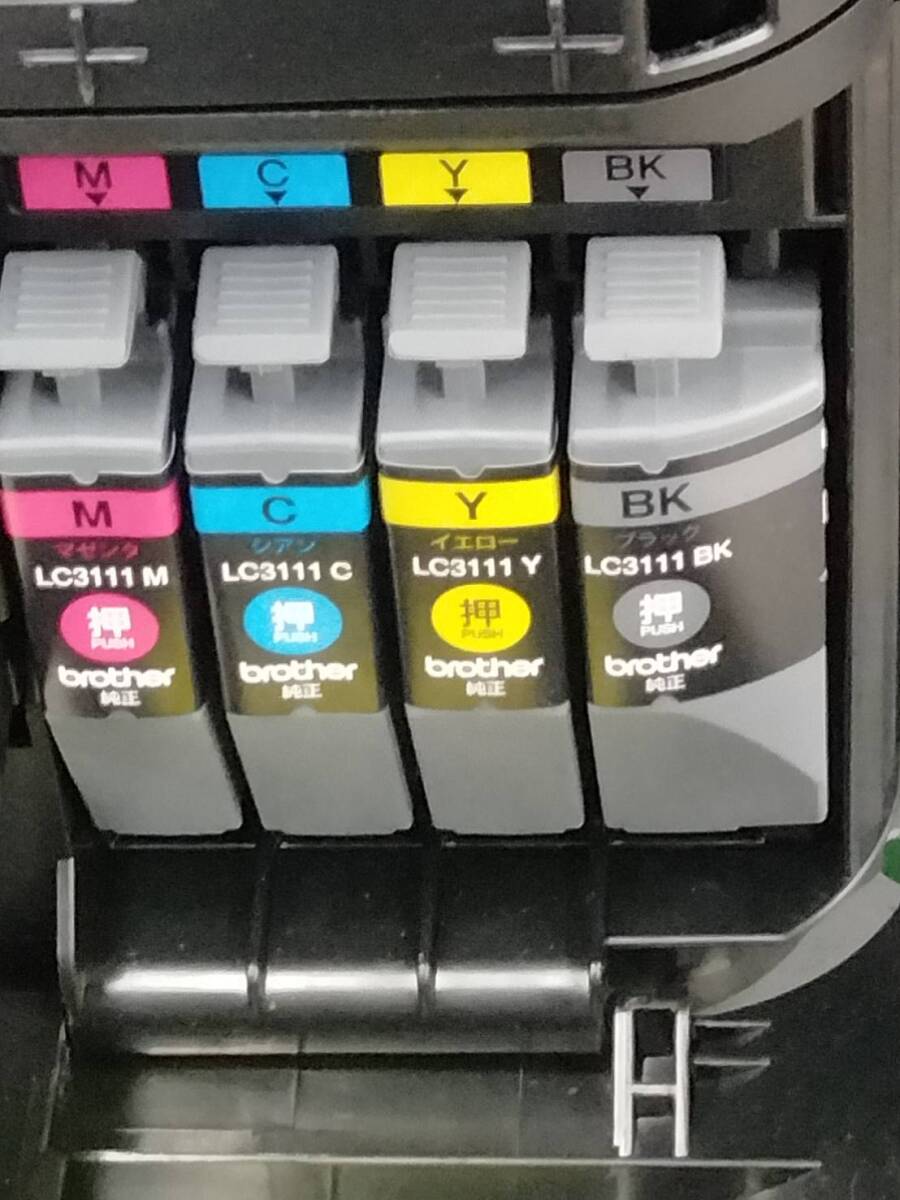 M
C
Y
BK
M
マゼンタ
LC3111 M
押
PUSH
brother
純正
C
シアン
LC3111 C
押
PUSH
brother
純正
Y
イエロー
LC3111 Y
押
PUSH
brother
純正
BK
ブラック
LC3111 BK
押
PUSH
brother
純正